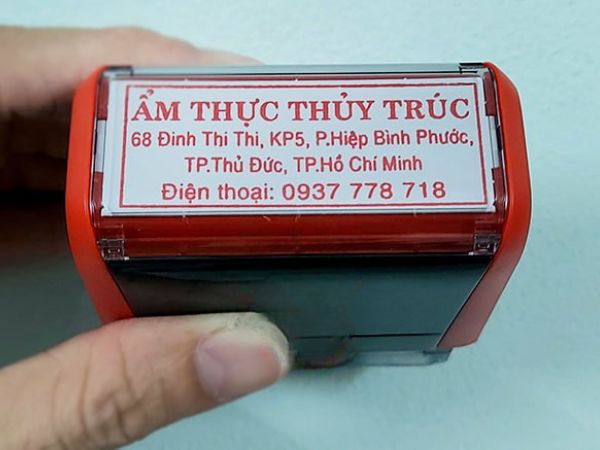 ẨM THỰC THỦY TRÚC
68 Đinh Thi Thi, KP5, P.Hiệp Bình Phước,
TP.Thủ Đức, TP.Hồ Chí Minh
Điện thoại: 0937 778 718